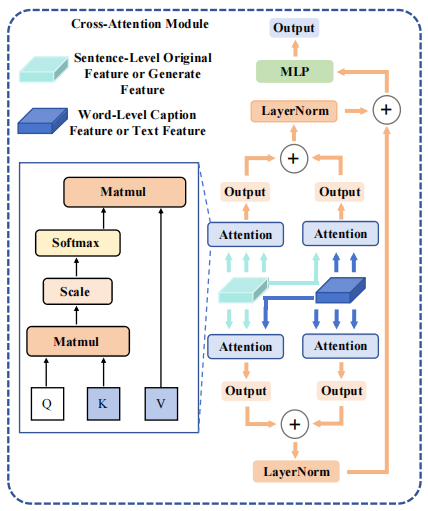 Cross-Attention Module
Sentence-Level Original
Feature or Generate
Feature
Word-Level Caption
Feature or Text Feature
Matmul
Softmax
Scale
Matmul
Q
K
V
Output
MLP
LayerNorm
+
+
Output
Output
Attention
Attention
Attention
Attention
Output
Output
+
LayerNorm